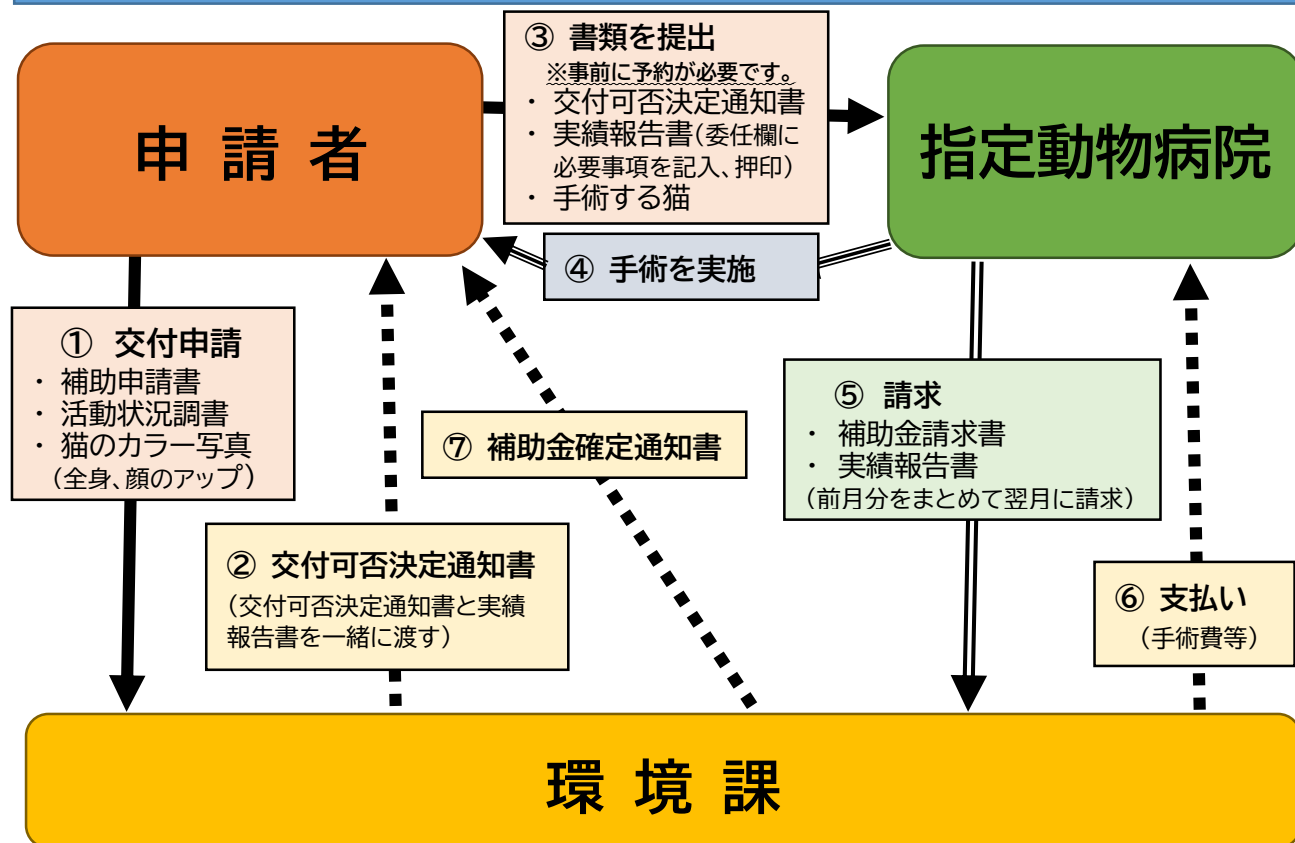 申請者
③ 書類を提出
※事前に予約が必要です。
・ 交付可否決定通知書
・ 実績報告書(委任欄に
必要事項を記入、押印)
・ 手術する猫
指定動物病院
④ 手術を実施
① 交付申請
・ 補助申請書
・ 活動状況調書
・ 猫のカラー写真
(全身、顔のアップ)
② 交付可否決定通知書
(交付可否決定通知書と実績
報告書を一緒に渡す)
⑦ 補助金確定通知書
⑤ 請求
・ 補助金請求書
・ 実績報告書
(前月分をまとめて翌月に請求)
⑥ 支払い
(手術費等)
環境課